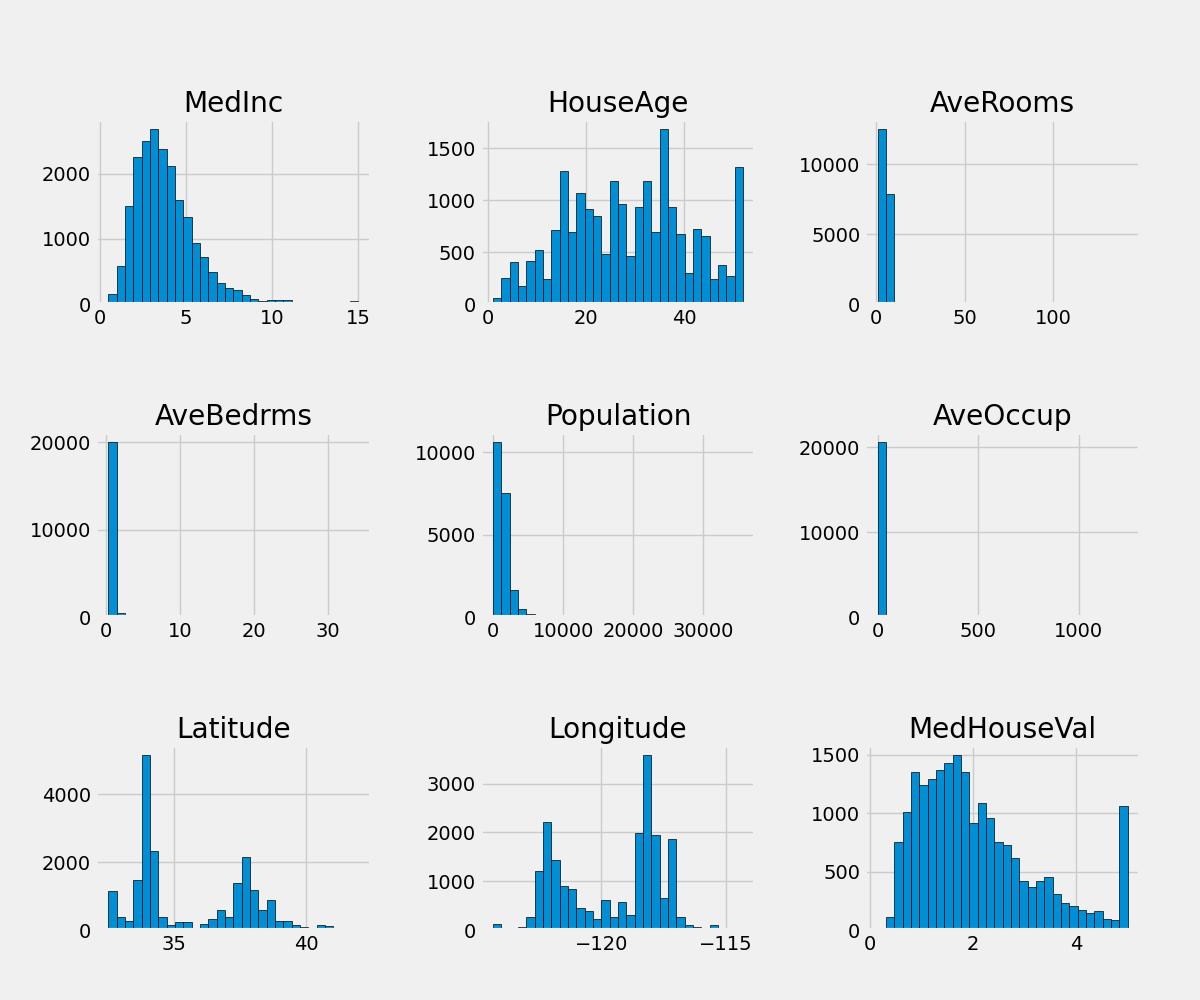 MedInc HouseAge AveRooms
2000 1500 10000
1000 1000 5000
500
0 0 0
0 5 10 15 0 20 40 0 50 100
AveBedrms Population AveOccup
20000 10000 20000
10000 5000 10000
0 0 0
0 10 20 30 0 10000 20000 30000 0 500 1000
Latitude Longitude MedHouseVal
4000 3000 1500
2000 2000 1000
1000 500
0 0 0
35 40 −120 −115 0 2 4